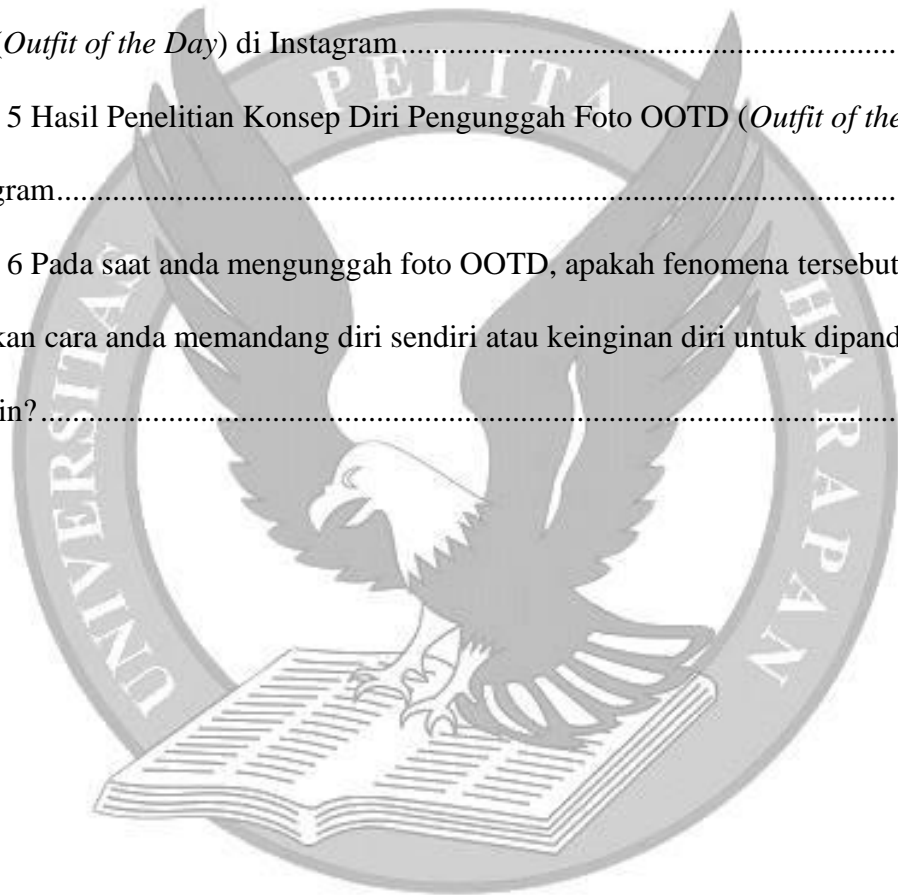 (Outfit of the Day) di Instagram............................................................
5 Hasil Penelitian Konsep Diri Pengunggah Foto OOTD (Outfit of the
gram........................................................................................................
6 Pada saat anda mengunggah foto OOTD, apakah fenomena tersebut
kan cara anda memandang diri sendiri atau keinginan diri untuk dipand
in?..........................................................................................................
UNIVERSITAS PELITA HARAPAN